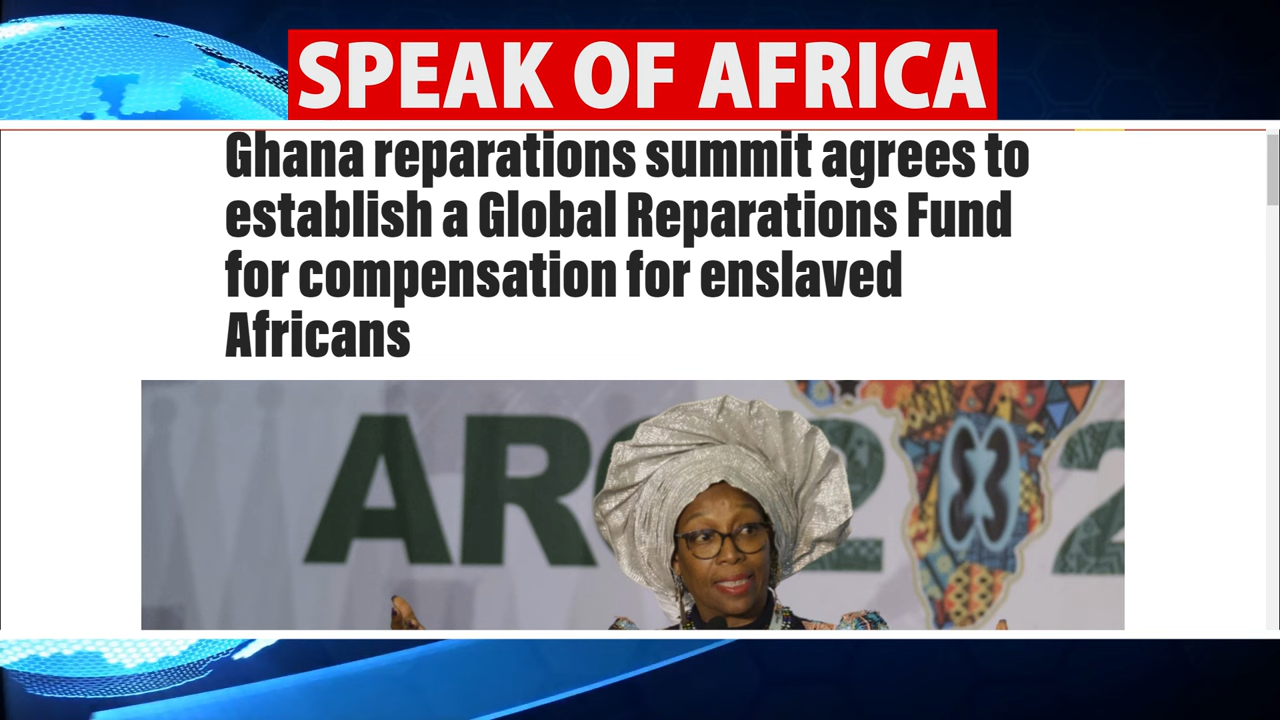 SPEAK OF AFRICA
Ghana reparations summit agrees to
establish a Global Reparations Fund
for compensation for enslaved
Africans